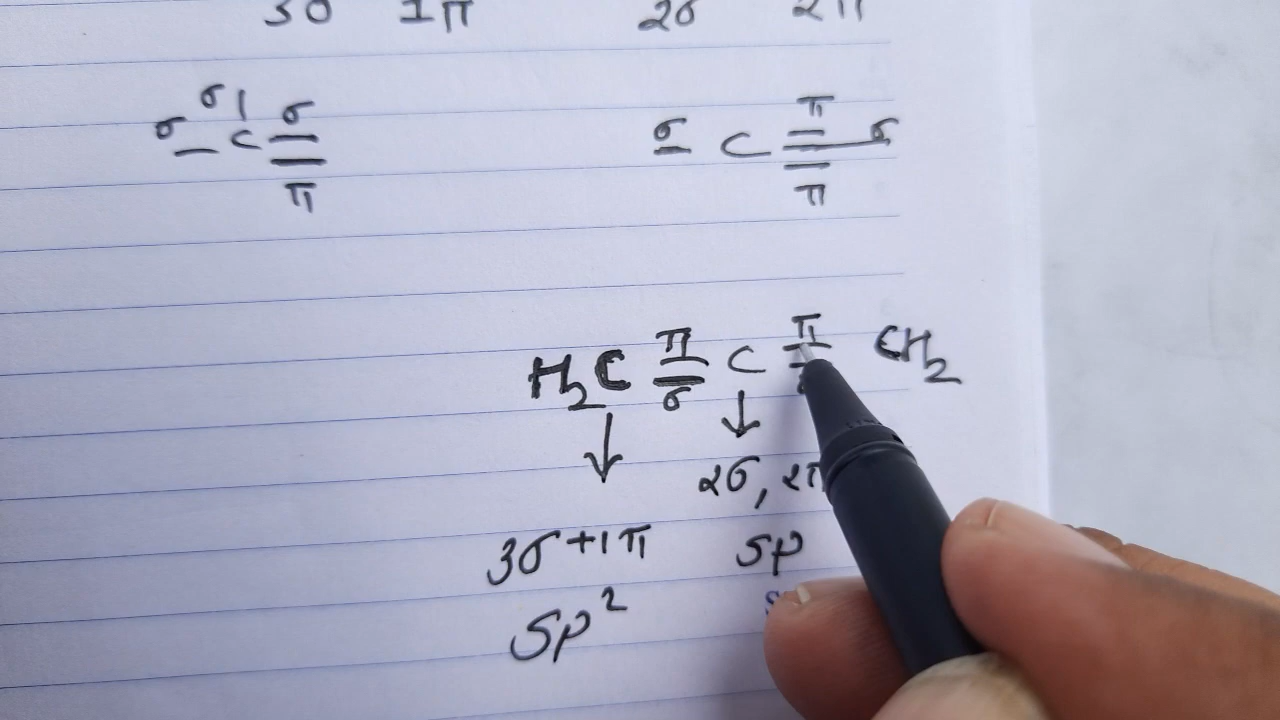 3σ 1π 2σ 2π
σ σ C σ π
σ C π σ π
H₂C π σ C π CH₂
2σ, 2π
3σ+1π sp
sp²